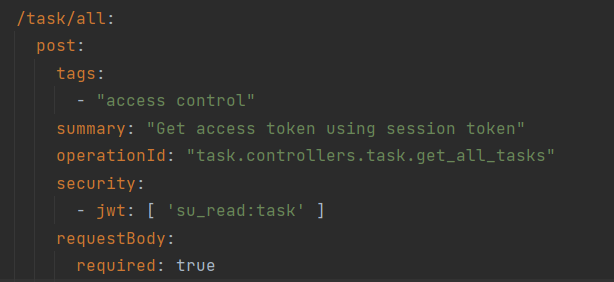 /task/all:
  post:
    tags:
      - "access control"
    summary: "Get access token using session token"
    operationId: "task.controllers.task.get_all_tasks"
    security:
      - jwt: [ 'su_read:task' ]
    requestBody:
      required: true